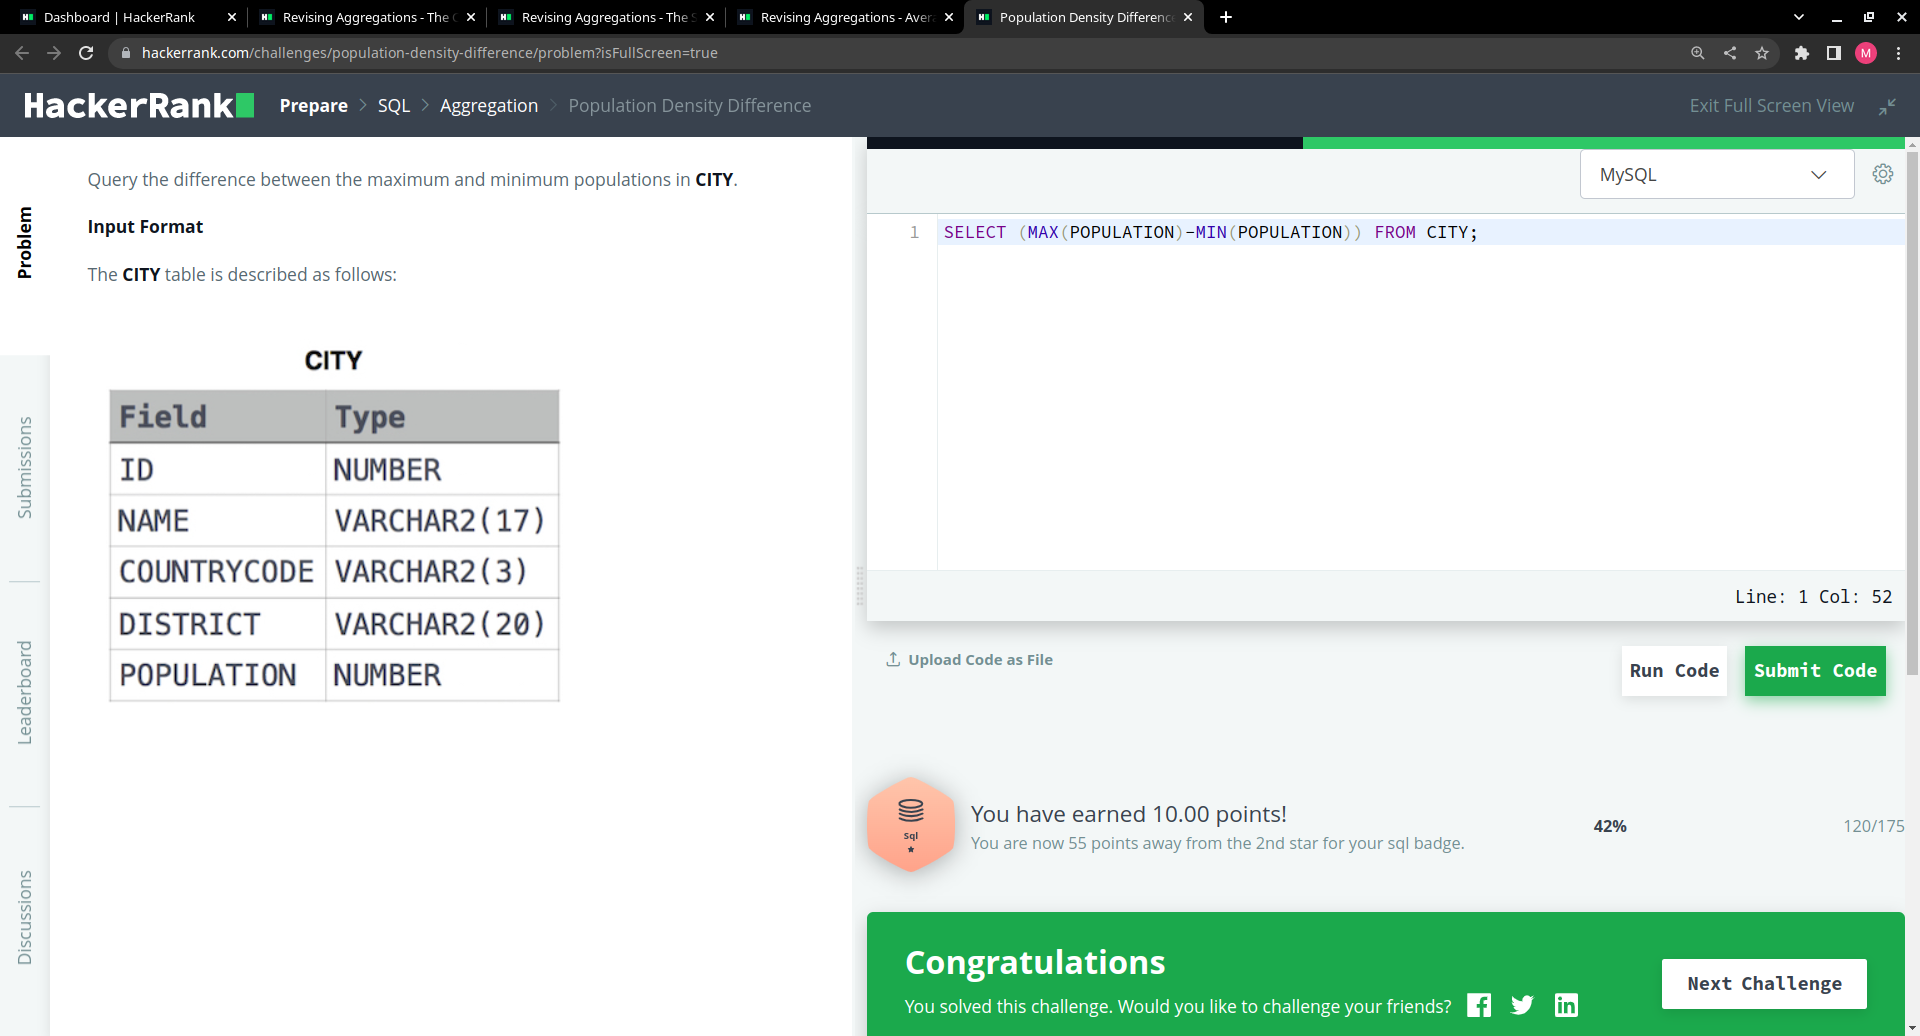 Dashboard | HackerRank
Revising Aggregations - The
Revising Aggregations - The
Revising Aggregations - Aver
Population Density Differenc
hackerrank.com/challenges/population-density-difference/problem?isFullScreen=true
M
HackerRank
Prepare > SQL > Aggregation > Population Density Difference
Exit Full Screen View
Problem
Submissions
Leaderboard
Discussions
Query the difference between the maximum and minimum populations in CITY.
Input Format
The CITY table is described as follows:
CITY
Field Type
ID NUMBER
NAME VARCHAR2(17)
COUNTRYCODE VARCHAR2(3)
DISTRICT VARCHAR2(20)
POPULATION NUMBER
MySQL
1 SELECT (MAX(POPULATION)-MIN(POPULATION)) FROM CITY;
Line: 1 Col: 52
Upload Code as File
Run Code
Submit Code
Sql
You have earned 10.00 points!
You are now 55 points away from the 2nd star for your sql badge.
42%
120/175
Congratulations
You solved this challenge. Would you like to challenge your friends?
Next Challenge